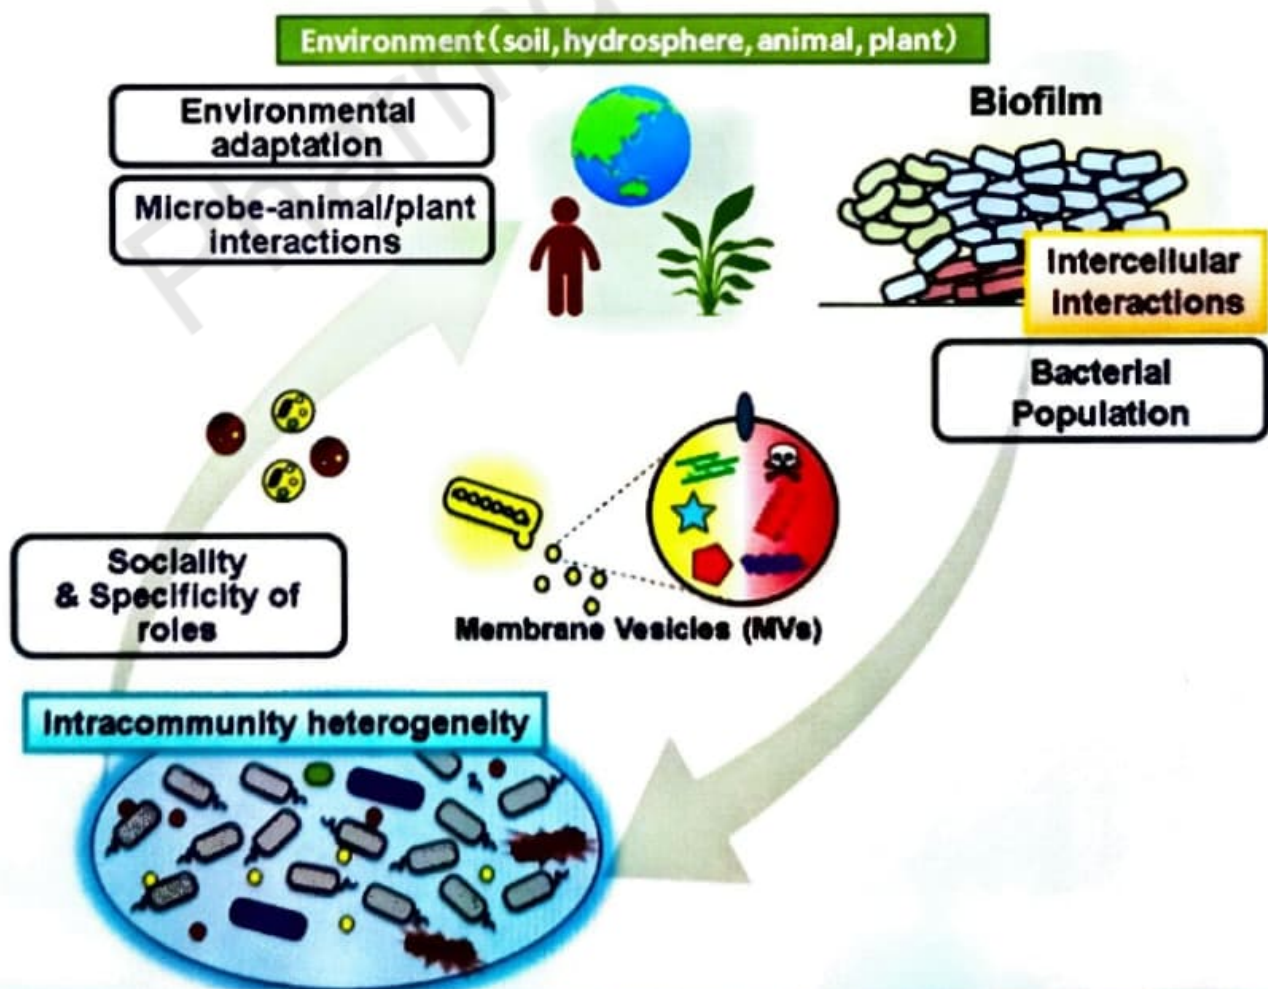 Environment(soil, hydrosphere, animal, plant)
Environmental
adaptation
Microbe-animal/plant
interactions
Biofilm
Intercellular
interactions
Bacterial
Population
Sociality
& Specificity of
roles
Membrane Vesicles (MVs)
Intracommunity heterogeneity